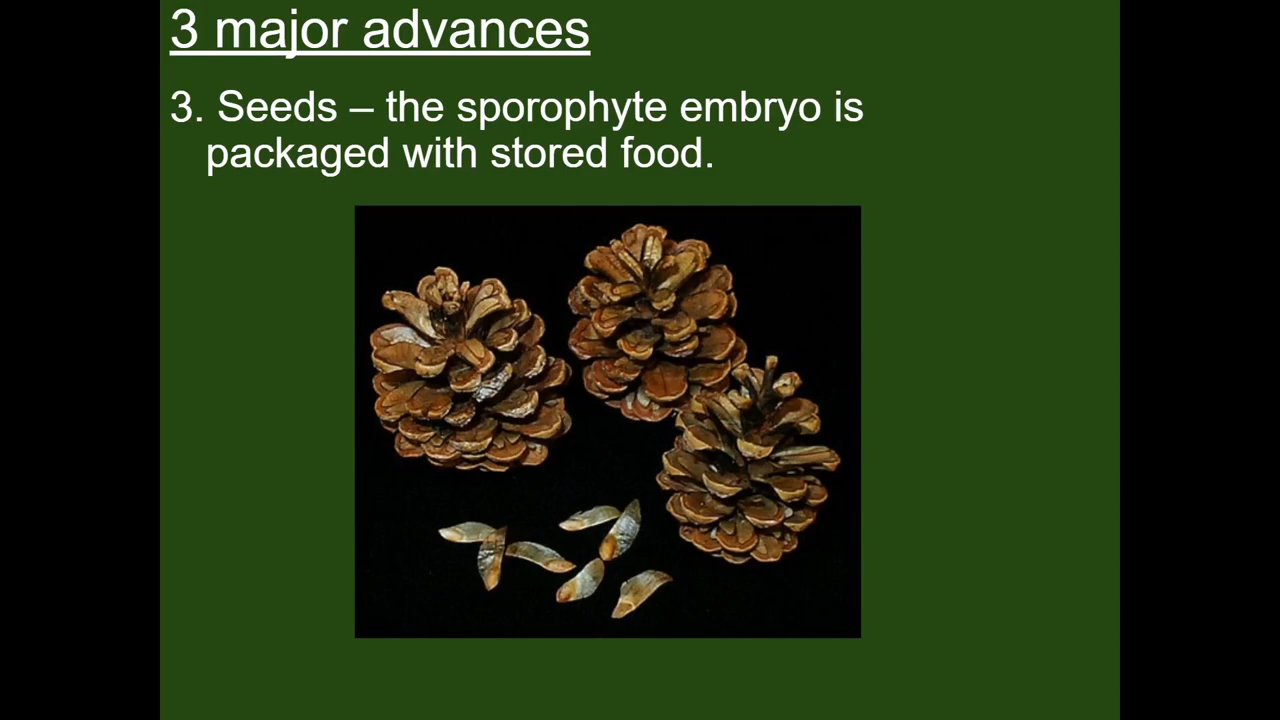 3 major advances
3. Seeds – the sporophyte embryo is
packaged with stored food.